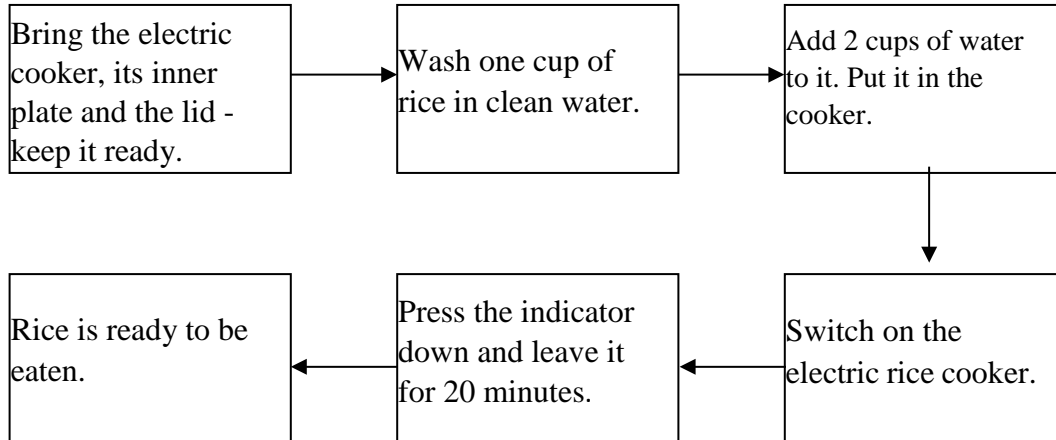 Bring the electric
cooker, its inner
plate and the lid -
keep it ready.
Wash one cup of
rice in clean water.
Add 2 cups of water
to it. Put it in the
cooker.
Switch on the
electric rice cooker.
Press the indicator
down and leave it
for 20 minutes.
Rice is ready to be
eaten.